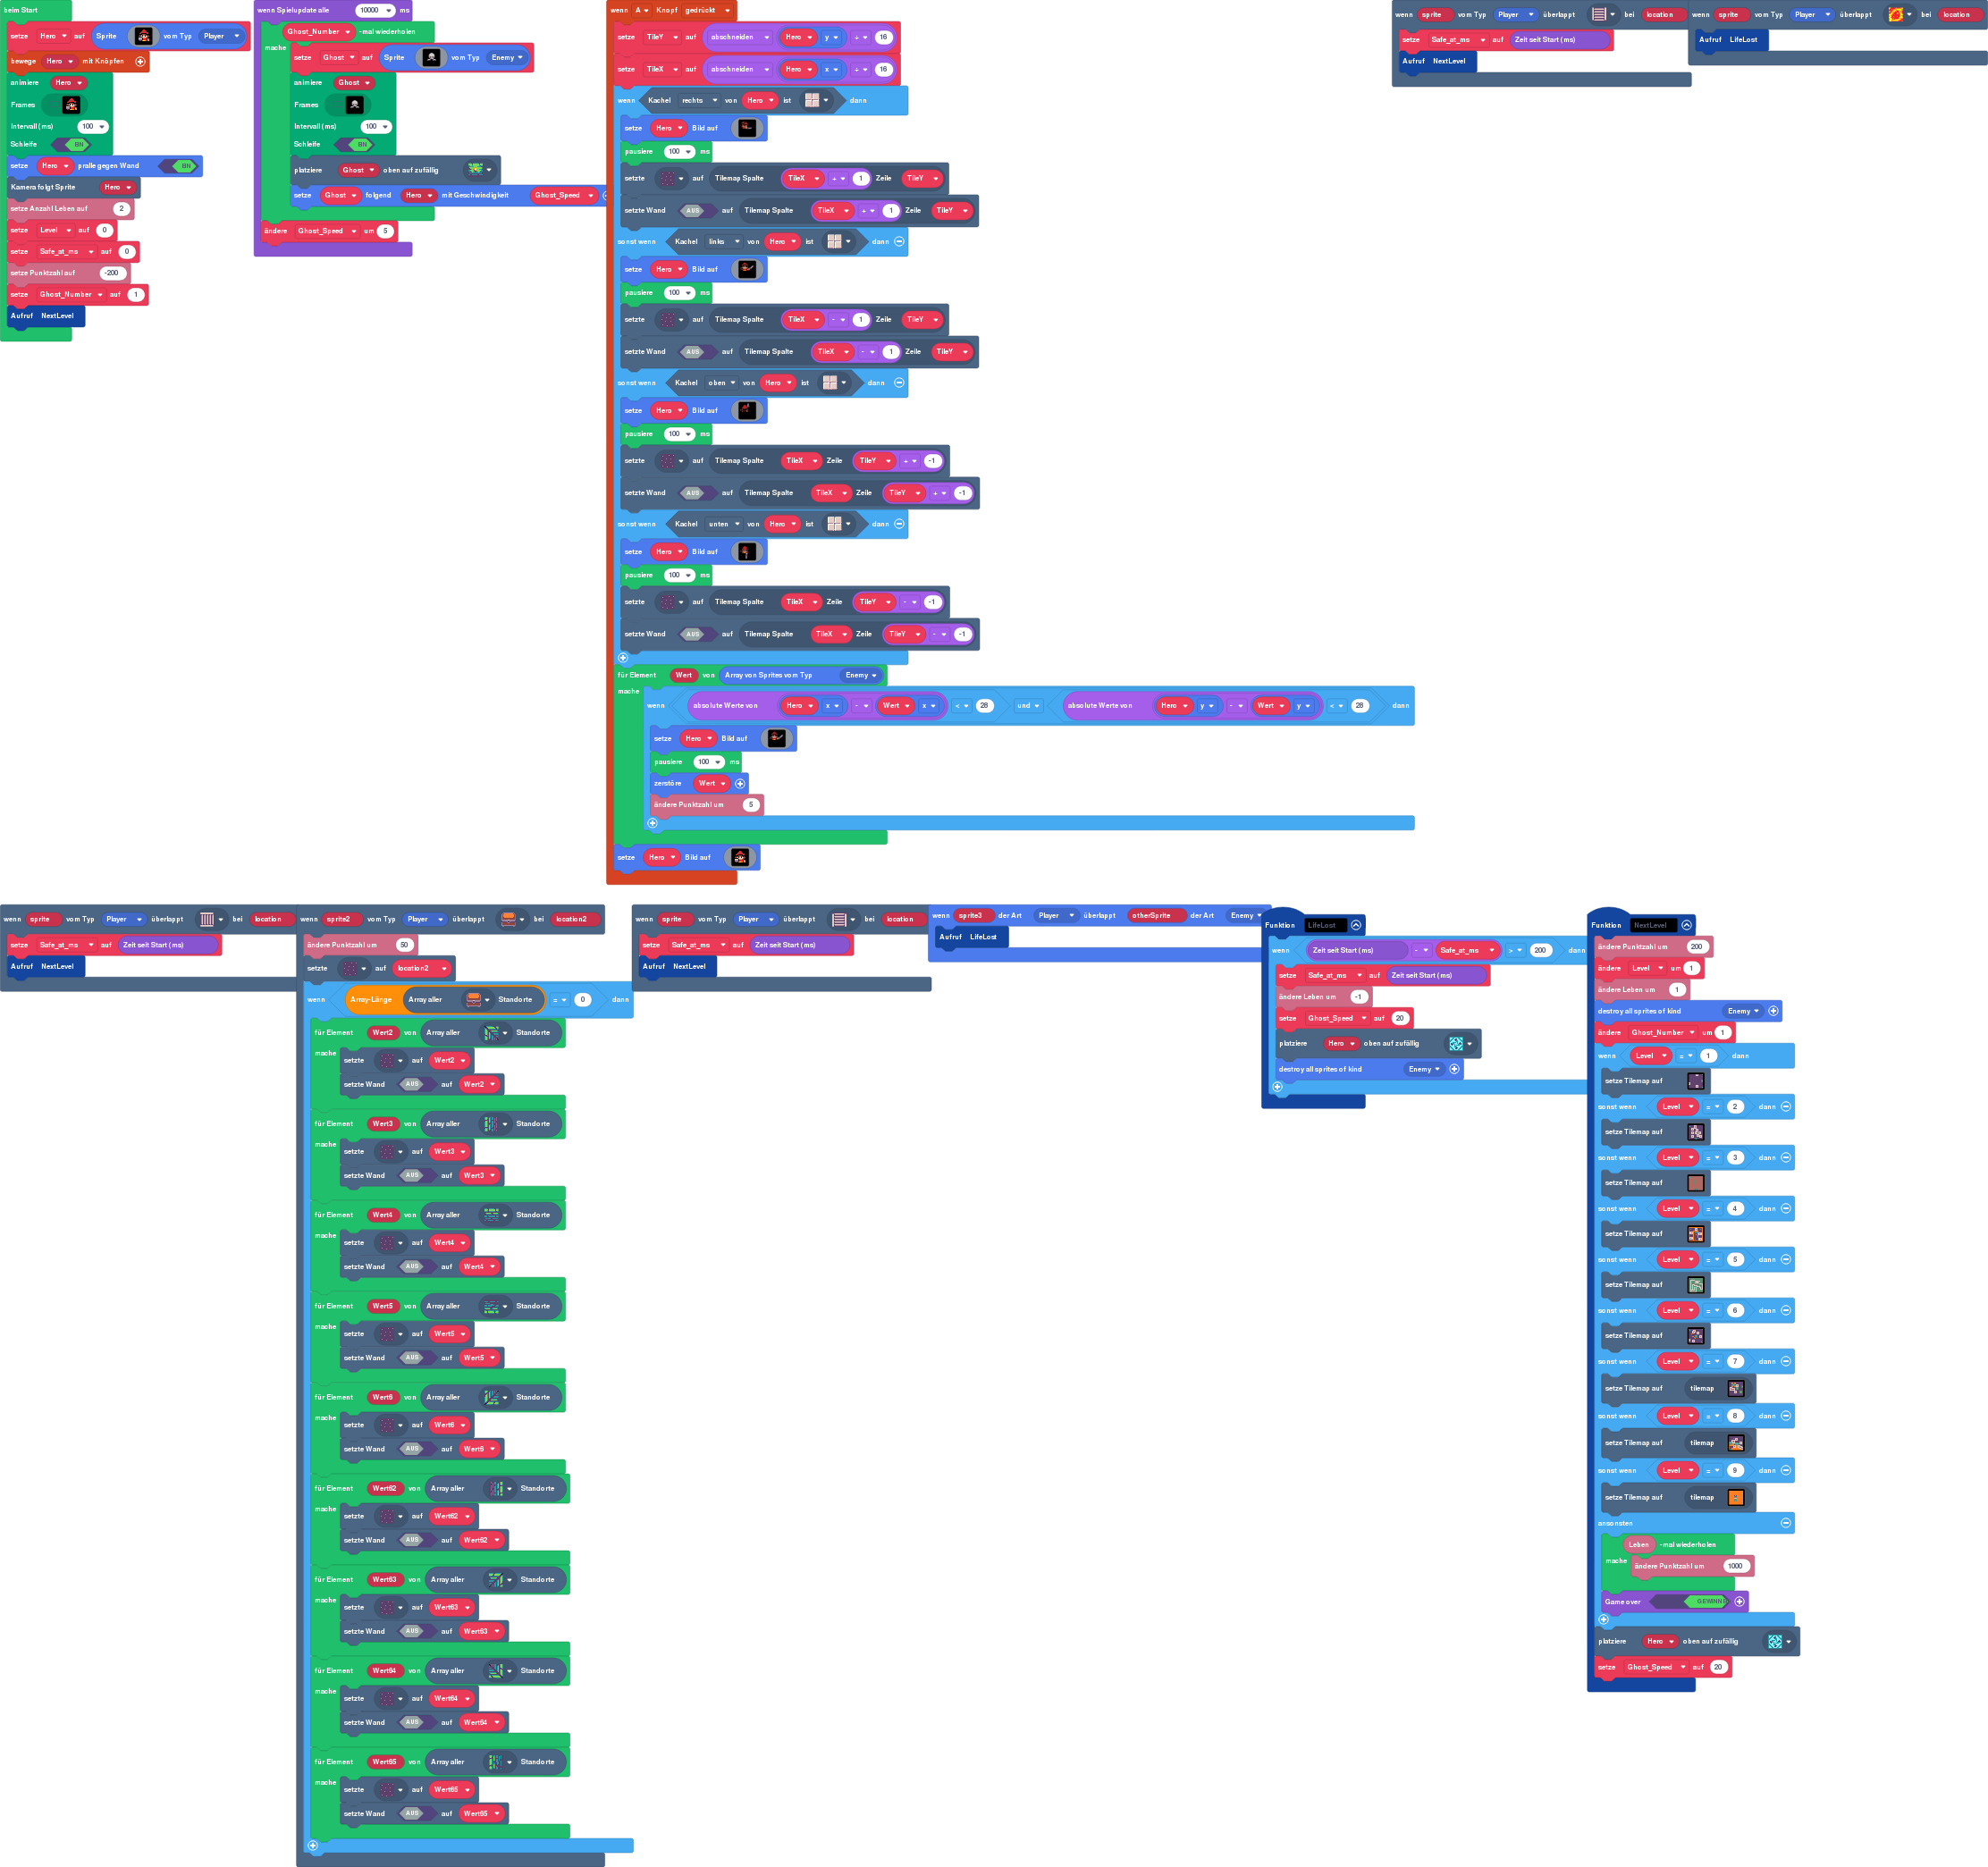 beim Start
setze Hero auf Sprite vom Typ Player
bewege Hero mit Knöpfen
animiere Hero
Frames
Intervall (ms) 100
Schleife EIN
setze Hero pralle gegen Wand EIN
Kamera folgt Sprite Hero
setze Anzahl Leben auf 2
setze Level auf 0
setze Safe_at_ms auf 0
setze Punktzahl auf -200
setze Ghost_Number auf 1
Aufruf NextLevel
wenn Spielupdate alle 10000 ms
Ghost_Number -mal wiederholen
mache
setze Ghost auf Sprite vom Typ Enemy
animiere Ghost
Frames
Intervall (ms) 100
Schleife EIN
platziere Ghost oben auf zufällig
setze Ghost folgend Hero mit Geschwindigkeit Ghost_Speed
ändere Ghost_Speed um 5
wenn A Knopf gedrückt
setze TileY auf abschneiden Hero y ÷ 16
setze TileX auf abschneiden Hero x ÷ 16
wenn Kachel rechts von Hero ist dann
setze Hero Bild auf
pausiere 100 ms
setzte auf Tilemap Spalte TileX + 1 Zeile TileY
setzte Wand AUS auf Tilemap Spalte TileX + 1 Zeile TileY
sonst wenn Kachel links von Hero ist dann
setze Hero Bild auf
pausiere 100 ms
setzte auf Tilemap Spalte TileX - 1 Zeile TileY
setzte Wand AUS auf Tilemap Spalte TileX - 1 Zeile TileY
sonst wenn Kachel oben von Hero ist dann
setze Hero Bild auf
pausiere 100 ms
setzte auf Tilemap Spalte TileX Zeile TileY + -1
setzte Wand AUS auf Tilemap Spalte TileX Zeile TileY + -1
sonst wenn Kachel unten von Hero ist dann
setze Hero Bild auf
pausiere 100 ms
setzte auf Tilemap Spalte TileX Zeile TileY - -1
setzte Wand AUS auf Tilemap Spalte TileX Zeile TileY - -1
für Element Wert von Array von Sprites vom Typ Enemy
mache
wenn absolute Werte von Hero x - Wert x < 28 und absolute Werte von Hero y - Wert y < 28 dann
setze Hero Bild auf
pausiere 100 ms
zerstöre Wert
ändere Punktzahl um 5
setze Hero Bild auf
wenn sprite vom Typ Player überlappt bei location
setze Safe_at_ms auf Zeit seit Start (ms)
Aufruf NextLevel
wenn sprite vom Typ Player überlappt bei location
Aufruf LifeLost
wenn sprite vom Typ Player überlappt bei location
setze Safe_at_ms auf Zeit seit Start (ms)
Aufruf NextLevel
wenn sprite2 vom Typ Player überlappt bei location2
ändere Punktzahl um 50
setzte auf location2
wenn Array-Länge Array aller Standorte = 0 dann
für Element Wert2 von Array aller Standorte
mache
setzte auf Wert2
setzte Wand AUS auf Wert2
für Element Wert3 von Array aller Standorte
mache
setzte auf Wert3
setzte Wand AUS auf Wert3
für Element Wert4 von Array aller Standorte
mache
setzte auf Wert4
setzte Wand AUS auf Wert4
für Element Wert5 von Array aller Standorte
mache
setzte auf Wert5
setzte Wand AUS auf Wert5
für Element Wert6 von Array aller Standorte
mache
setzte auf Wert6
setzte Wand AUS auf Wert6
für Element Wert62 von Array aller Standorte
mache
setzte auf Wert62
setzte Wand AUS auf Wert62
für Element Wert63 von Array aller Standorte
mache
setzte auf Wert63
setzte Wand AUS auf Wert63
für Element Wert64 von Array aller Standorte
mache
setzte auf Wert64
setzte Wand AUS auf Wert64
für Element Wert65 von Array aller Standorte
mache
setzte auf Wert65
setzte Wand AUS auf Wert65
wenn sprite vom Typ Player überlappt bei location
setze Safe_at_ms auf Zeit seit Start (ms)
Aufruf NextLevel
wenn sprite3 der Art Player überlappt otherSprite der Art Enemy
Aufruf LifeLost
Funktion LifeLost
wenn Zeit seit Start (ms) - Safe_at_ms > 200 dann
setze Safe_at_ms auf Zeit seit Start (ms)
ändere Leben um -1
setze Ghost_Speed auf 20
platziere Hero oben auf zufällig
destroy all sprites of kind Enemy
Funktion NextLevel
ändere Punktzahl um 200
ändere Level um 1
ändere Leben um 1
destroy all sprites of kind Enemy
ändere Ghost_Number um 1
wenn Level = 1 dann
setze Tilemap auf
sonst wenn Level = 2 dann
setze Tilemap auf
sonst wenn Level = 3 dann
setze Tilemap auf
sonst wenn Level = 4 dann
setze Tilemap auf
sonst wenn Level = 5 dann
setze Tilemap auf
sonst wenn Level = 6 dann
setze Tilemap auf
sonst wenn Level = 7 dann
setze Tilemap auf tilemap
sonst wenn Level = 8 dann
setze Tilemap auf tilemap
sonst wenn Level = 9 dann
setze Tilemap auf tilemap
ansonsten
Leben -mal wiederholen
mache
ändere Punktzahl um 1000
Game over
platziere Hero oben auf zufällig
setze Ghost_Speed auf 20